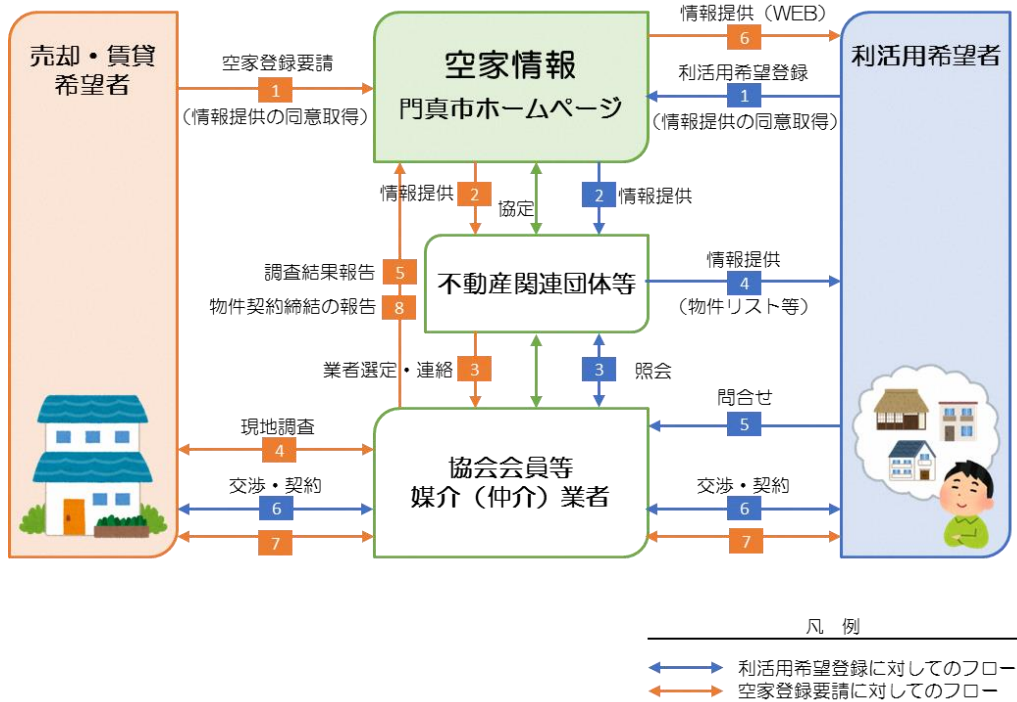 売却・賃貸
希望者
空家登録要請
1
(情報提供の同意取得)
空家情報
門真市ホームページ
情報提供（WEB）
6
利活用希望登録
1
(情報提供の同意取得)
利活用希望者
情報提供
2
協定
2
情報提供
調査結果報告
5
物件契約締結の報告
8
不動産関連団体等
情報提供
4
(物件リスト等)
業者選定・連絡
3
3
照会
現地調査
4
交渉・契約
6
7
協会会員等
媒介（仲介）業者
問合せ
5
交渉・契約
6
7
凡　例
利活用希望登録に対してのフロー
空家登録要請に対してのフロー